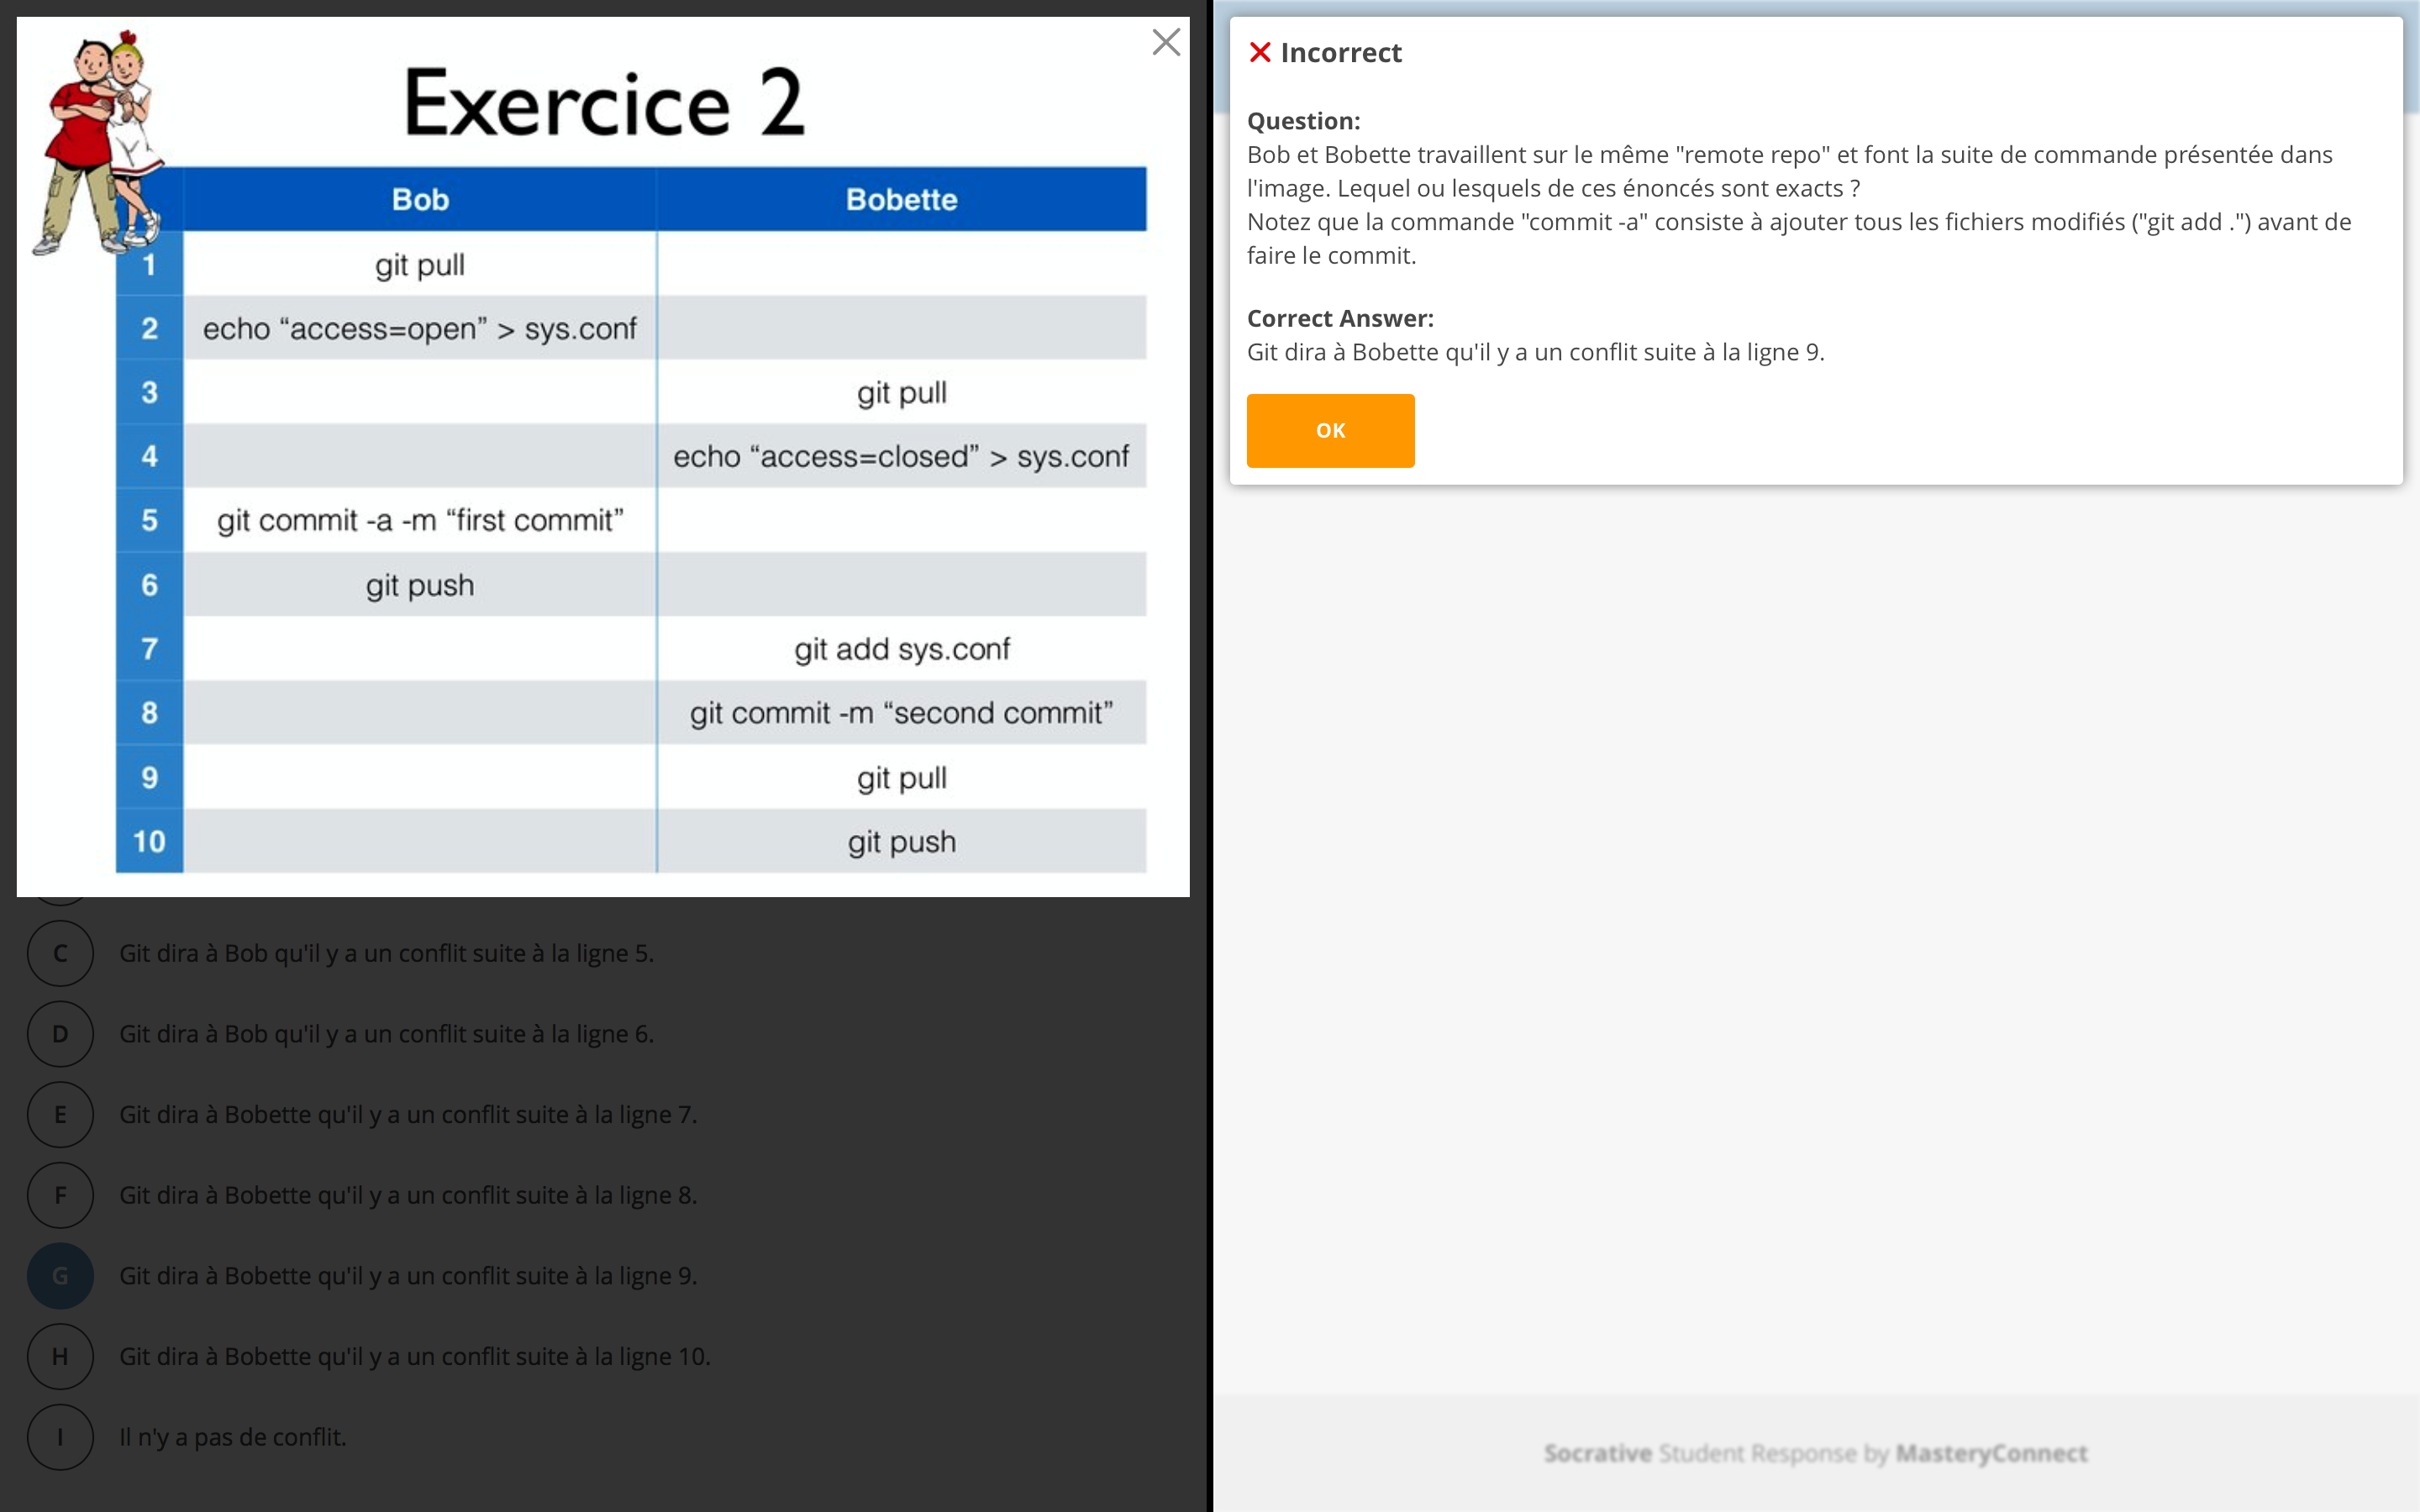 Exercice 2
Bob Bobette
1 git pull
2 echo “access=open” > sys.conf
3 git pull
4 echo “access=closed” > sys.conf
5 git commit -a -m “first commit”
6 git push
7 git add sys.conf
8 git commit -m “second commit”
9 git pull
10 git push
C Git dira à Bob qu'il y a un conflit suite à la ligne 5.
D Git dira à Bob qu'il y a un conflit suite à la ligne 6.
E Git dira à Bobette qu'il y a un conflit suite à la ligne 7.
F Git dira à Bobette qu'il y a un conflit suite à la ligne 8.
G Git dira à Bobette qu'il y a un conflit suite à la ligne 9.
H Git dira à Bobette qu'il y a un conflit suite à la ligne 10.
I Il n'y a pas de conflit.
Incorrect
Question:
Bob et Bobette travaillent sur le même "remote repo" et font la suite de commande présentée dans
l'image. Lequel ou lesquels de ces énoncés sont exacts ?
Notez que la commande "commit -a" consiste à ajouter tous les fichiers modifiés ("git add .") avant de
faire le commit.
Correct Answer:
Git dira à Bobette qu'il y a un conflit suite à la ligne 9.
OK
Socrative Student Response by MasteryConnect